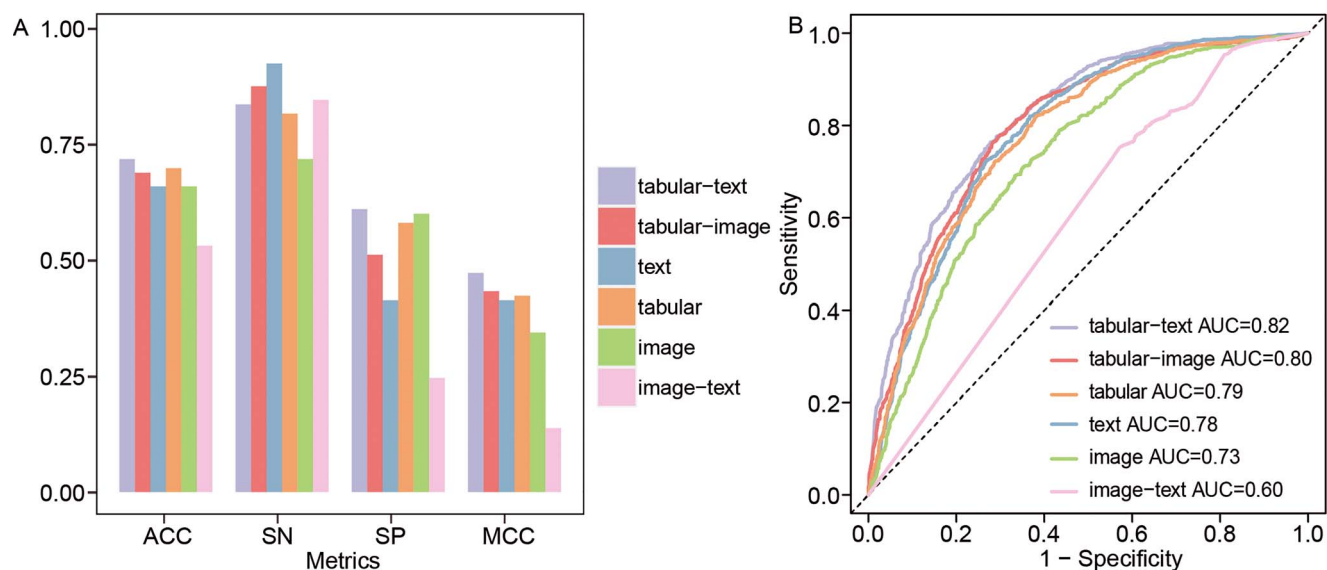 A
1.00
0.75
0.50
0.25
0.00
ACC SN SP MCC
Metrics
tabular-text
tabular-image
text
tabular
image
image-text
B
1.0
0.8
0.6
0.4
0.2
0.0
Sensitivity
tabular-text AUC=0.82
tabular-image AUC=0.80
tabular AUC=0.79
text AUC=0.78
image AUC=0.73
image-text AUC=0.60
0.0 0.2 0.4 0.6 0.8 1.0
1 − Specificity